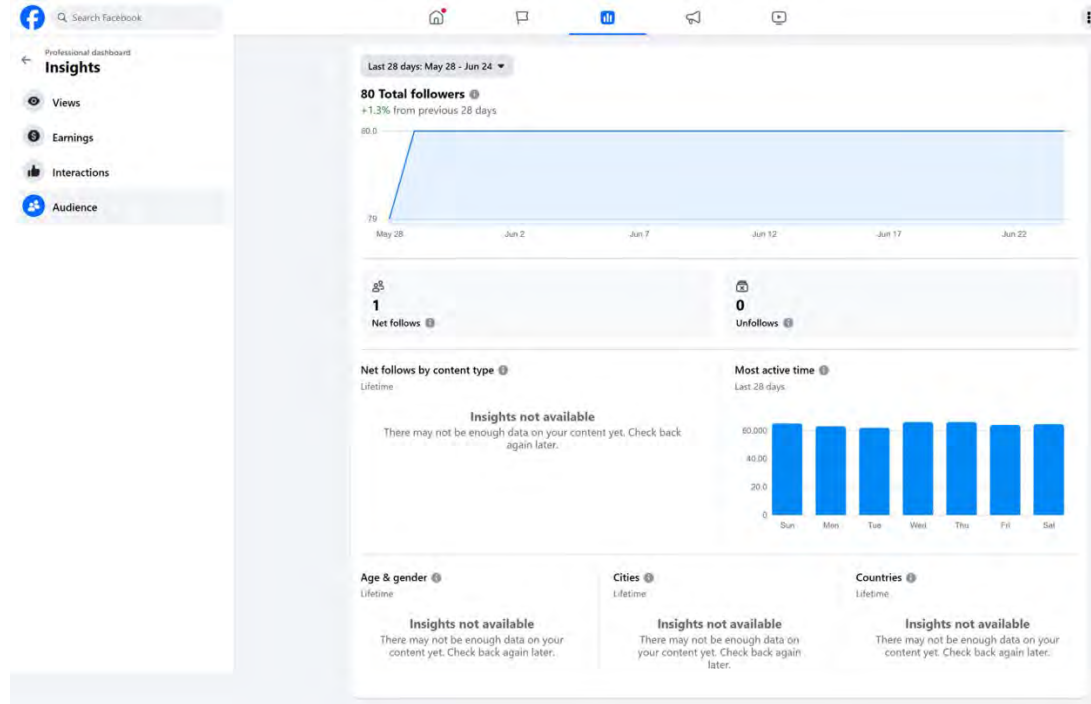 Search Facebook
Professional dashboard
Insights
Views
Earnings
Interactions
Audience
Last 28 days: May 28 - Jun 24
80 Total followers
+1.3% from previous 28 days
80.0
79
May 28
Jun 2
Jun 7
Jun 12
Jun 17
Jun 22
1
Net follows
0
Unfollows
Net follows by content type
Lifetime
Insights not available
There may not be enough data on your content yet. Check back
again later.
Most active time
Last 28 days
60.000
40.00
20.0
0
Sun
Mon
Tue
Wed
Thu
Fri
Sat
Age & gender
Lifetime
Insights not available
There may not be enough data on your
content yet. Check back again later.
Cities
Lifetime
Insights not available
There may not be enough data on
your content yet. Check back again
later.
Countries
Lifetime
Insights not available
There may not be enough data on your
content yet. Check back again later.